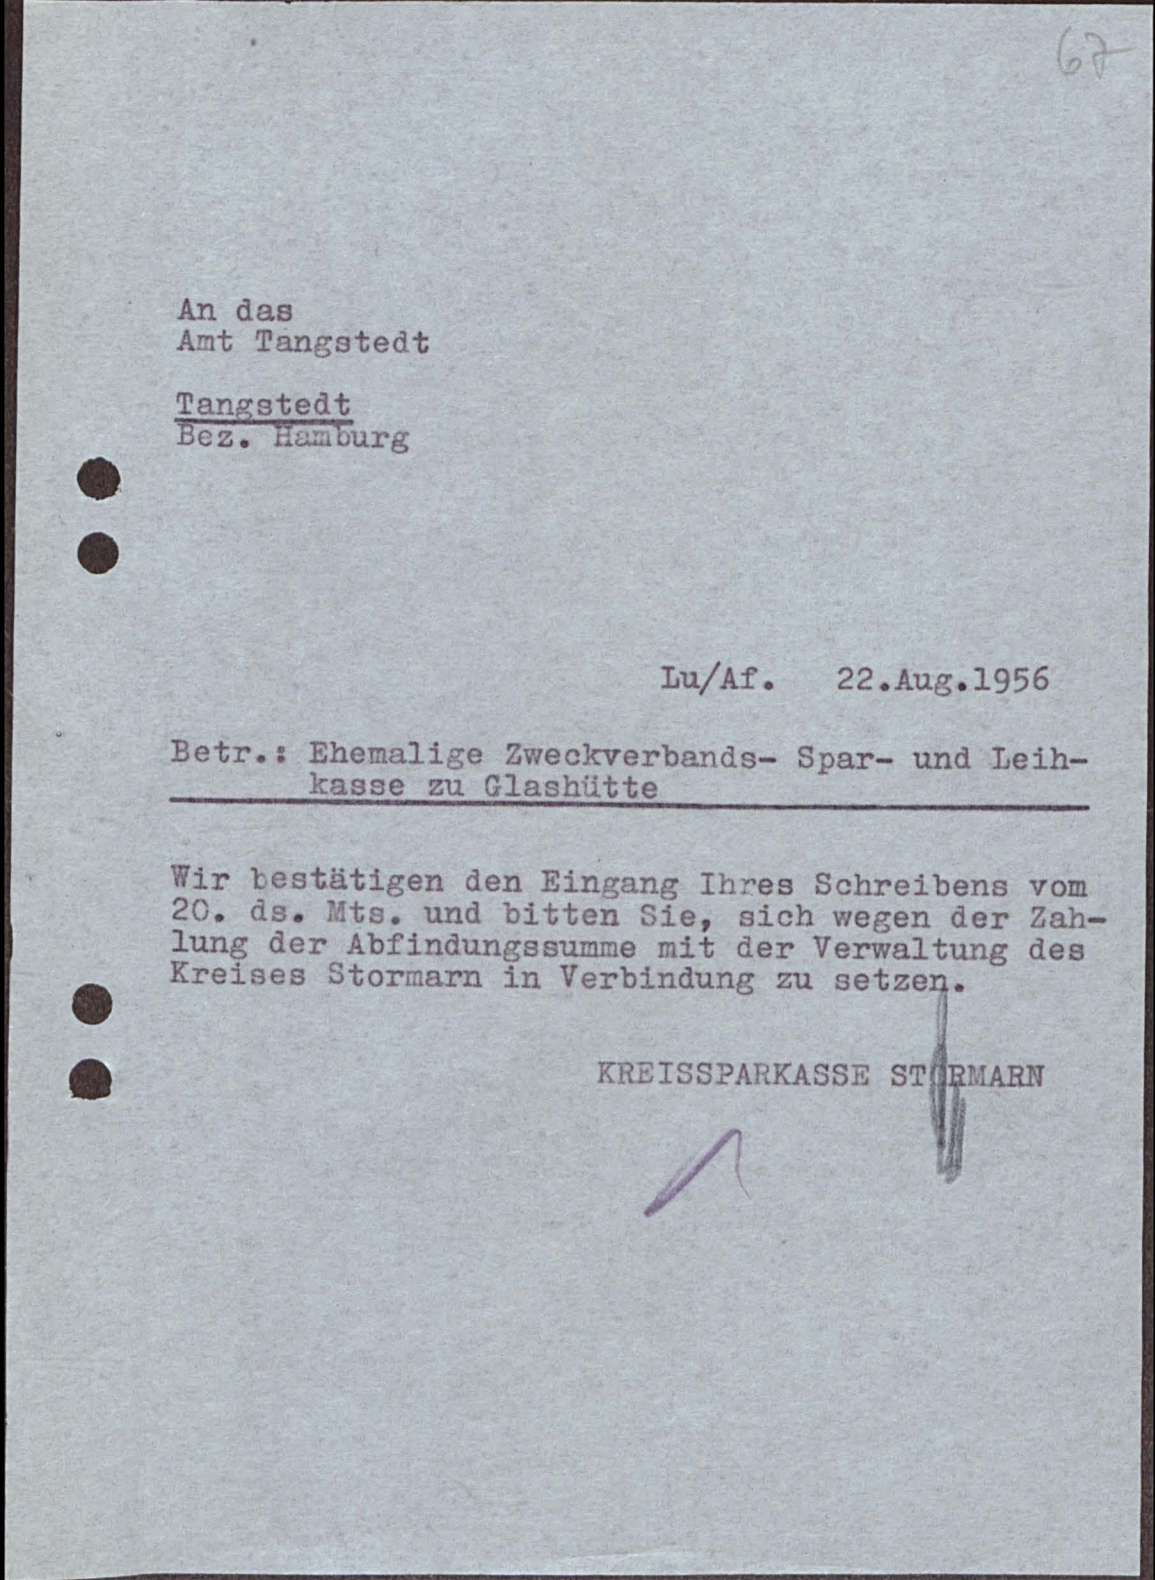 67
An das
Amt Tangstedt
Tangstedt
Bez. Hamburg
Lu/Af. 22.Aug.1956
Betr.: Ehemalige Zweckverbands- Spar- und Leih-
kasse zu Glashütte
Wir bestätigen den Eingang Ihres Schreibens vom
20. ds. Mts. und bitten Sie, sich wegen der Zah-
lung der Abfindungssumme mit der Verwaltung des
Kreises Stormarn in Verbindung zu setzen.
KREISSPARKASSE STORMARN